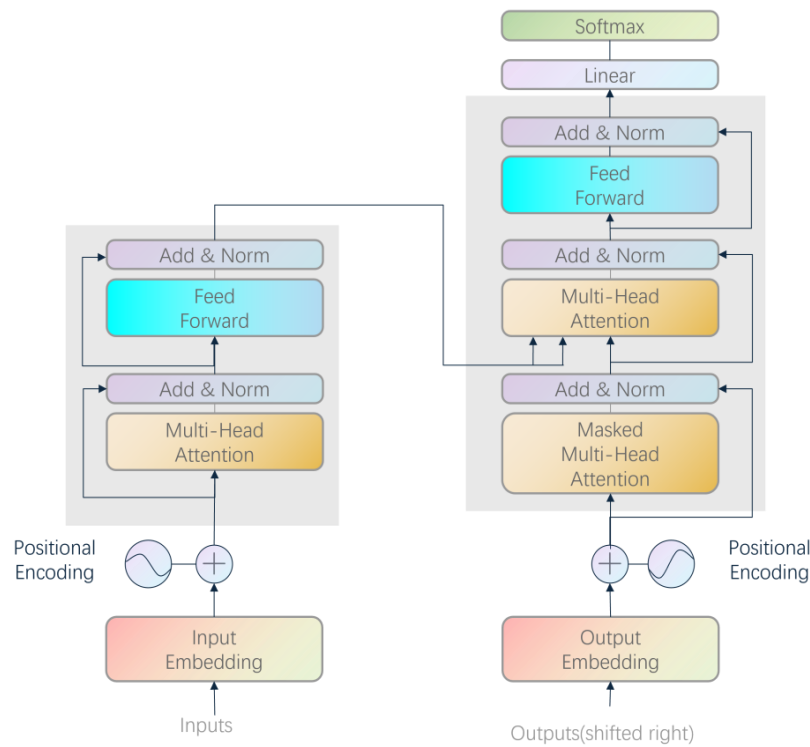 Softmax
Linear
Add & Norm
Feed
Forward
Add & Norm
Multi-Head
Attention
Add & Norm
Masked
Multi-Head
Attention
Positional
Encoding
Output
Embedding
Outputs(shifted right)
Add & Norm
Feed
Forward
Add & Norm
Multi-Head
Attention
Positional
Encoding
Input
Embedding
Inputs